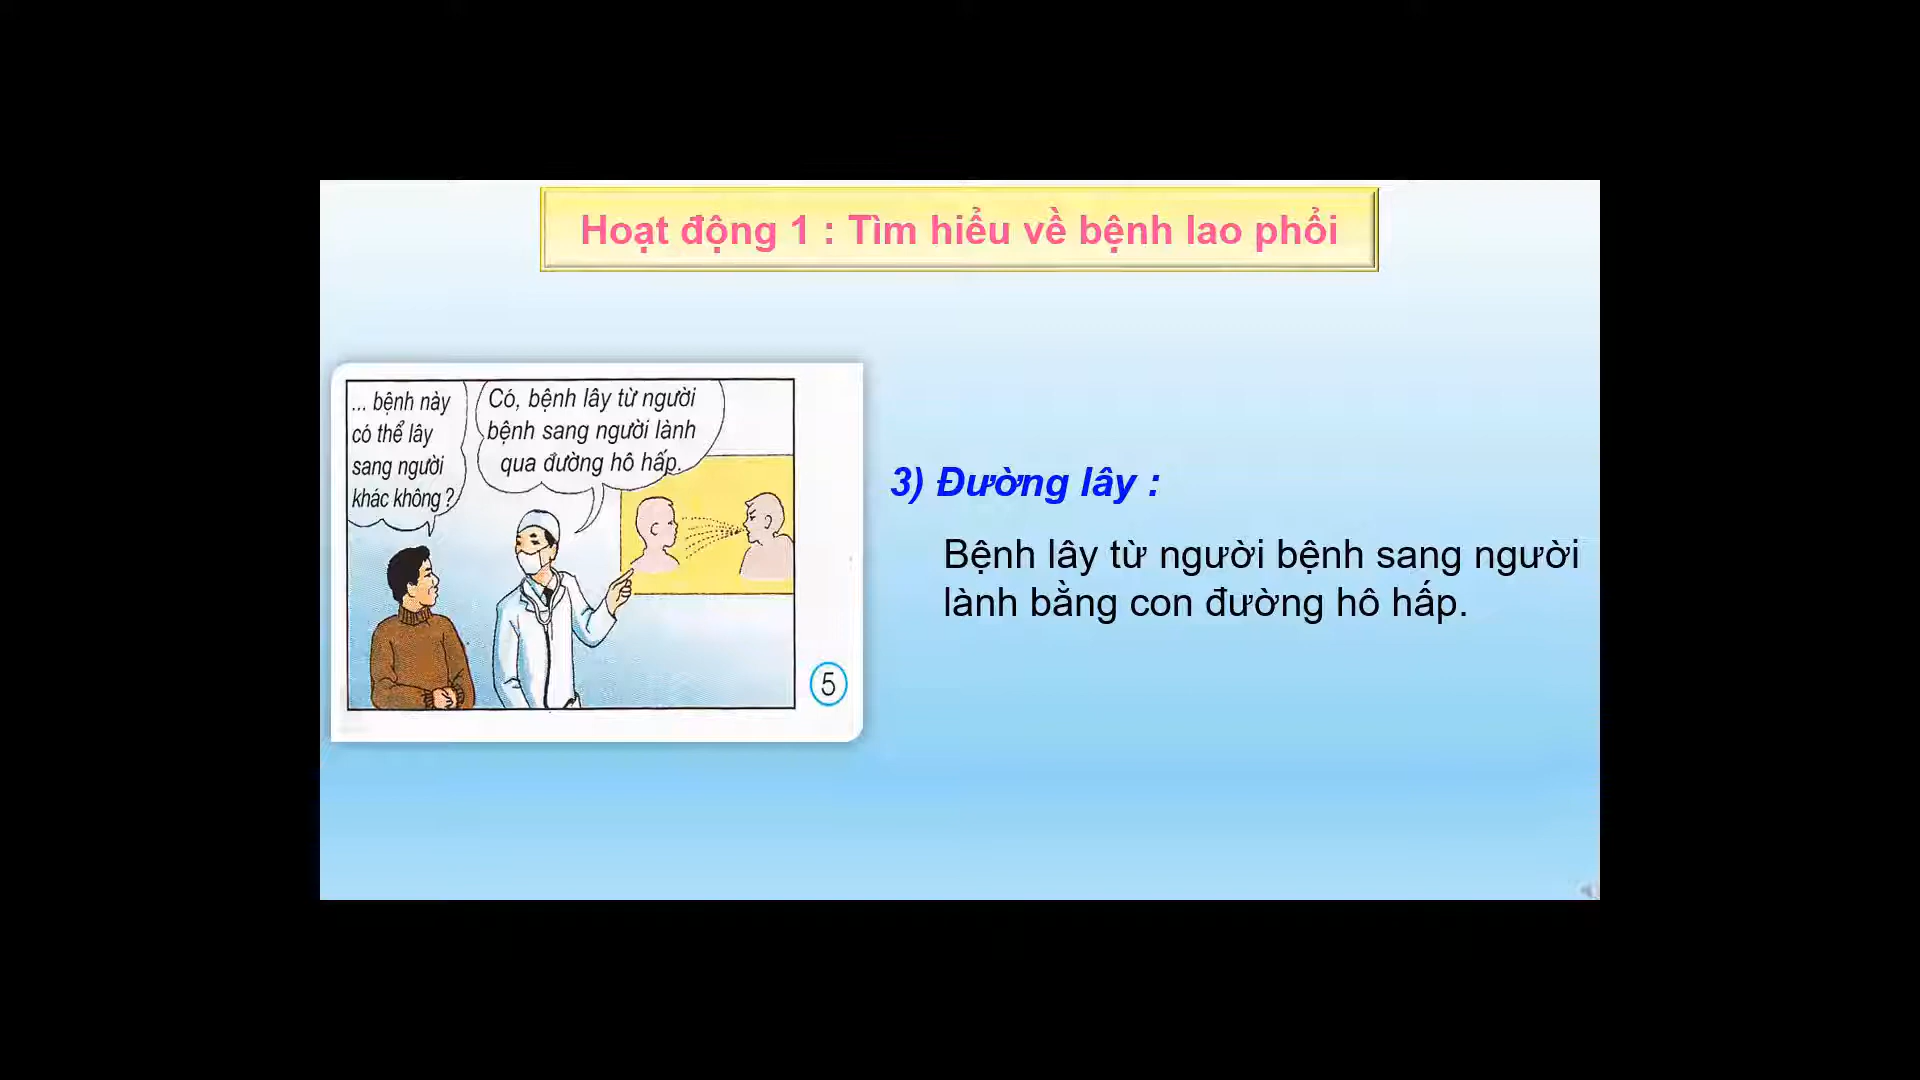 Hoạt động 1 : Tìm hiểu về bệnh lao phổi
... bệnh này
có thể lây
sang người
khác không ?
Có, bệnh lây từ người
bệnh sang người lành
qua đường hô hấp.
5
3) Đường lây :
Bệnh lây từ người bệnh sang người
lành bằng con đường hô hấp.